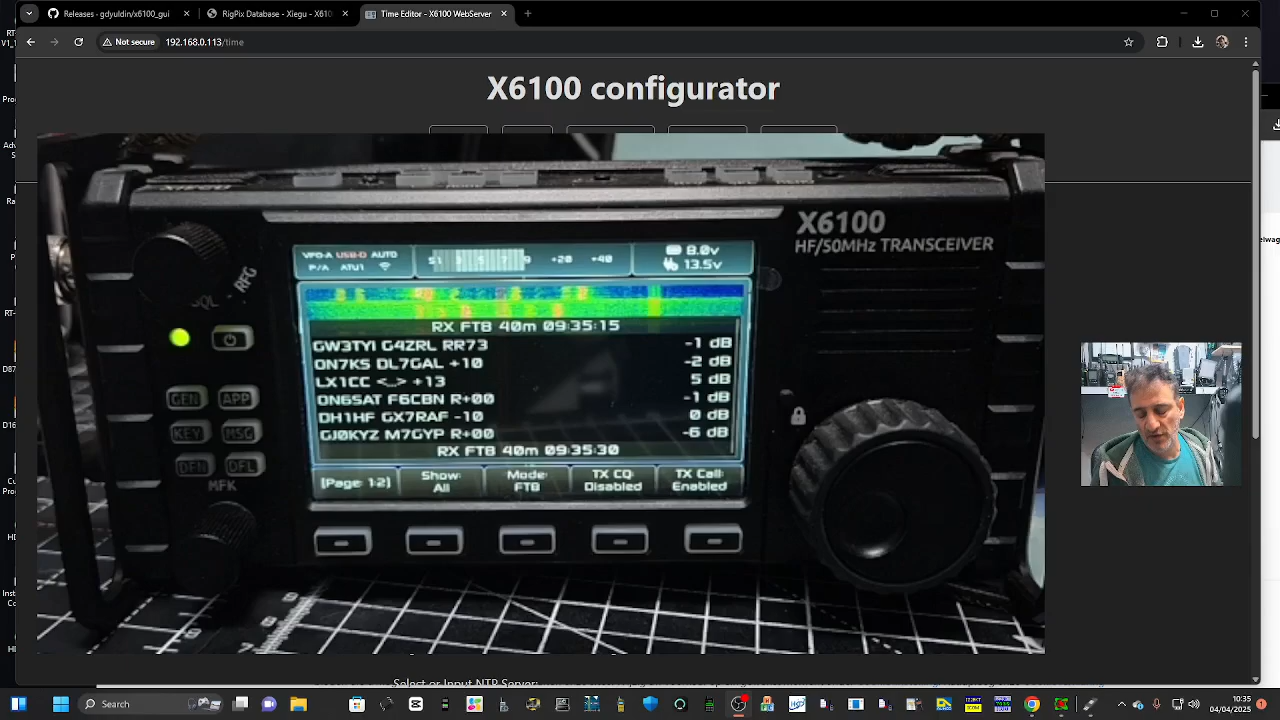 Releases - gdyuldin/x6100_gui
RigPix Database - Xiegu - X610
Time Editor - X6100 WebServer
Not secure
192.168.0.113/time
X6100 configurator
X6100
HF/50MHz TRANSCEIVER
VFO-A USB-D AUTO
P/A ATU1
S1 3 5 7 9 +20 +40
8.0v
13.5v
SQL
RFG
RX FT8 40m 09:35:15
GW3TYI G4ZRL RR73 -1 dB
ON7KS DL7GAL +10 -2 dB
LX1CC <...> +13 5 dB
ON6SAT F6CBN R+00 -1 dB
DH1HF GX7RAF -10 0 dB
GJ0KYZ M7GYP R+00 -6 dB
RX FT8 40m 09:35:30
[Page: 1:2]
Show:
All
Mode:
FT8
TX CQ:
Disabled
TX Call:
Enabled
GEN APP
KEY MSG
DFN DFL
MFK
Select or Input NTP Server:
Search
10:35
04/04/2025